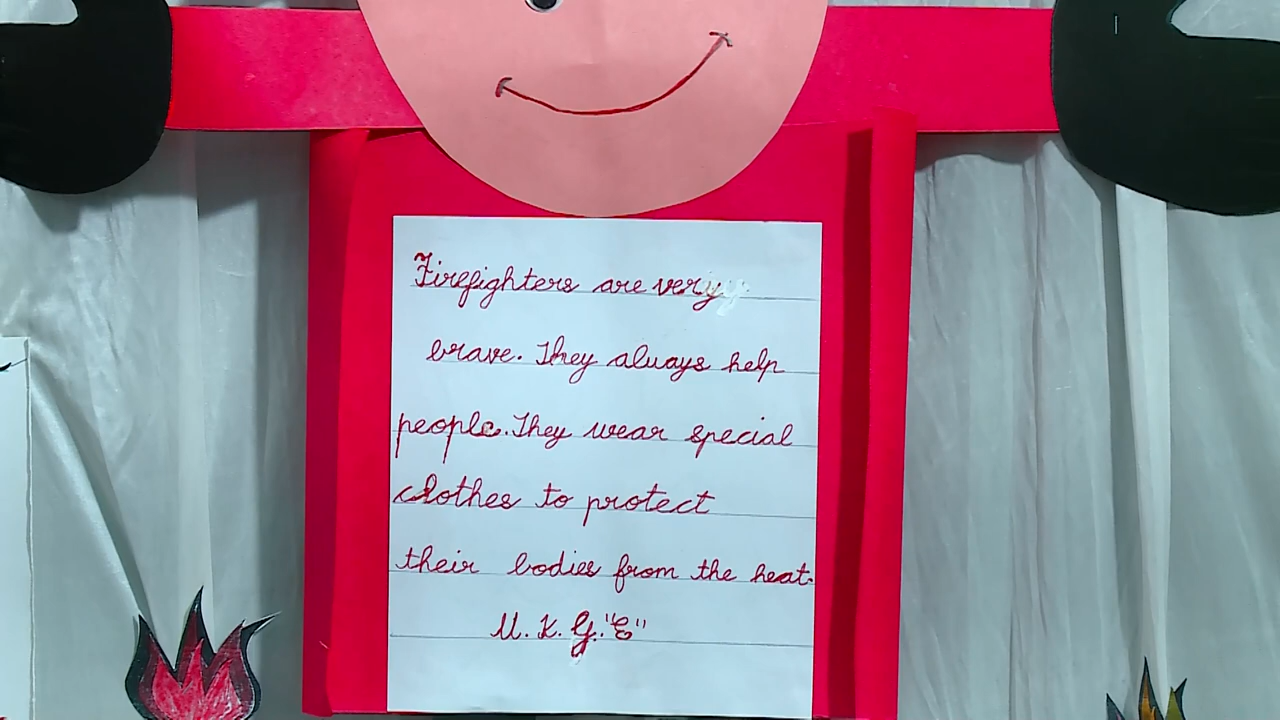 Firefighters are very
brave. They always help
people. They wear special
clothes to protect
their bodies from the heat.
U.K.G."E"